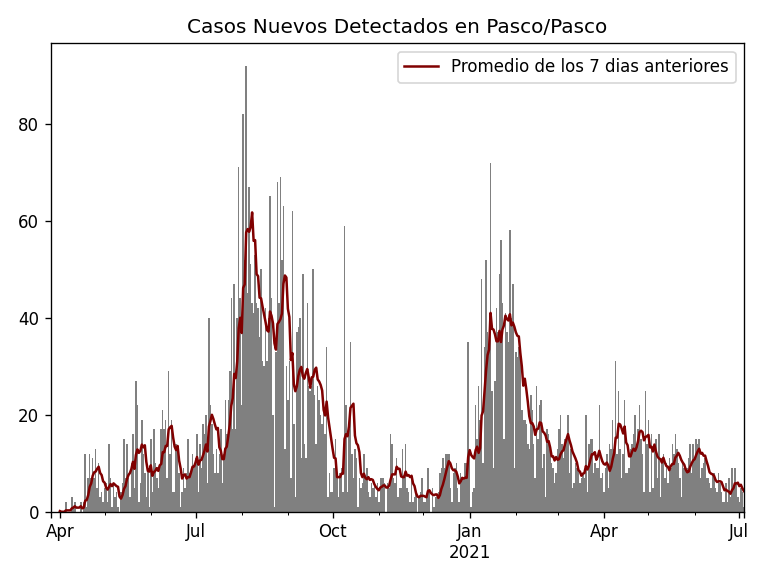 Casos Nuevos Detectados en Pasco/Pasco
Promedio de los 7 dias anteriores
80
60
40
20
0
Apr Jul Oct Jan Apr Jul
2021